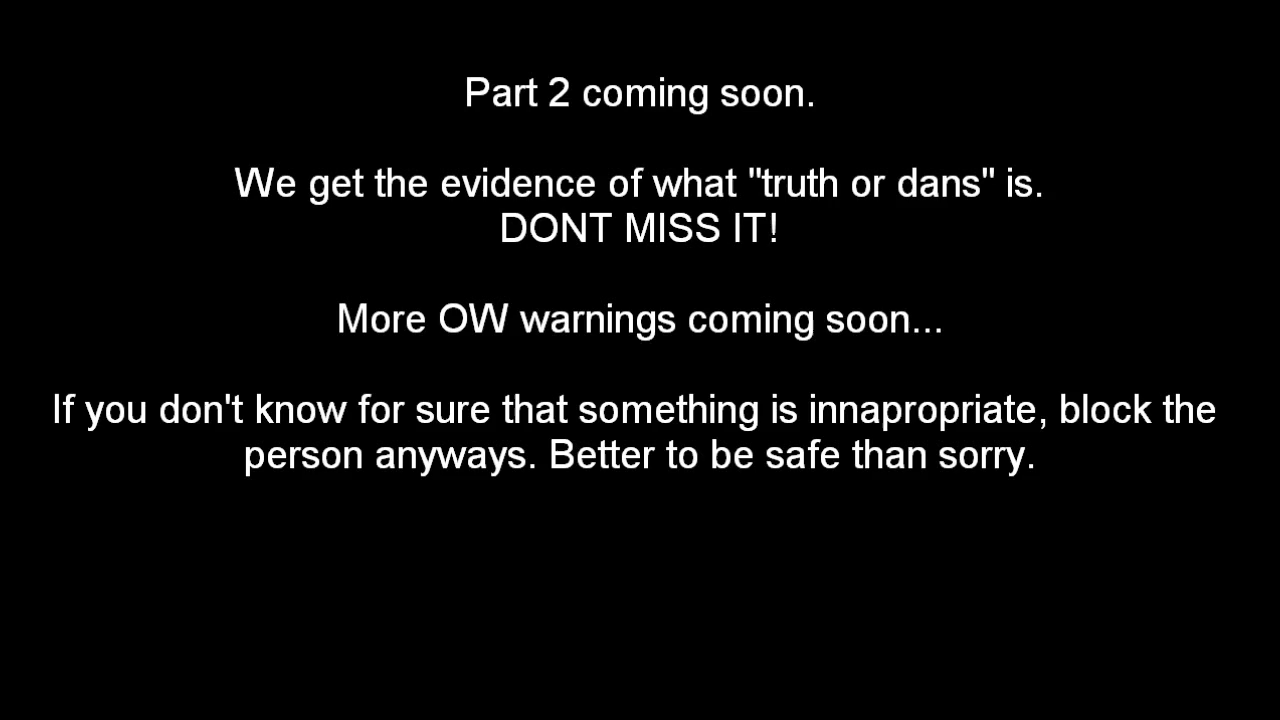 Part 2 coming soon.
We get the evidence of what "truth or dans" is.
DONT MISS IT!
More OW warnings coming soon...
If you don't know for sure that something is innapropriate, block the
person anyways. Better to be safe than sorry.